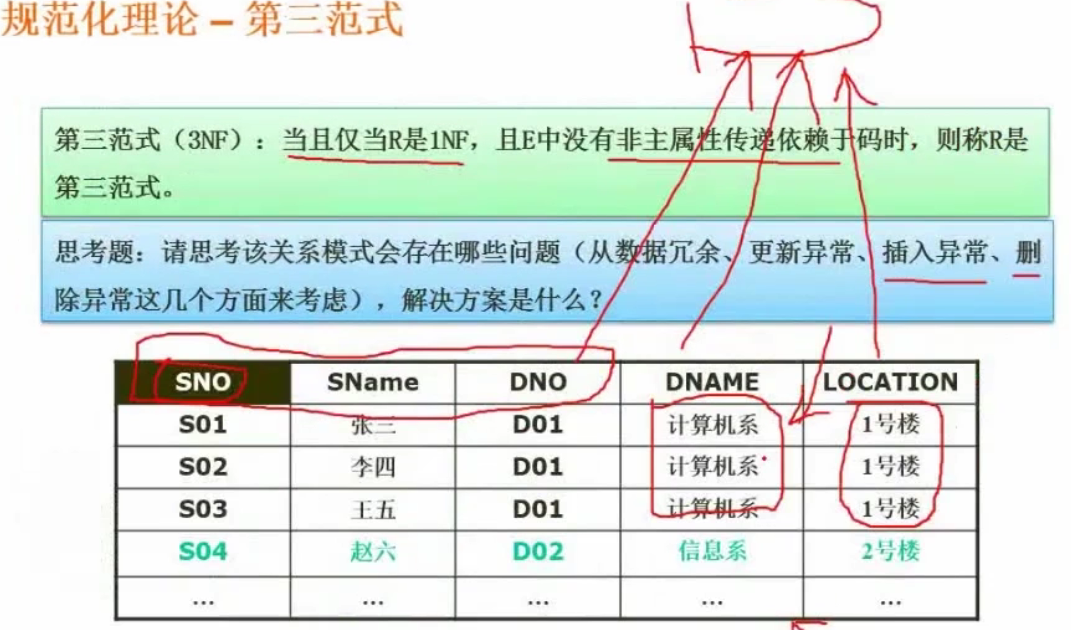 规范化理论 – 第三范式
第三范式（3NF）：当且仅当R是1NF，且E中没有非主属性传递依赖于码时，则称R是
第三范式。
思考题：请思考该关系模式会存在哪些问题（从数据冗余、更新异常、插入异常、删
除异常这几个方面来考虑），解决方案是什么？
SNO SName DNO DNAME LOCATION
S01 张三 D01 计算机系 1号楼
S02 李四 D01 计算机系 1号楼
S03 王五 D01 计算机系 1号楼
S04 赵六 D02 信息系 2号楼
... ... ... ... ...